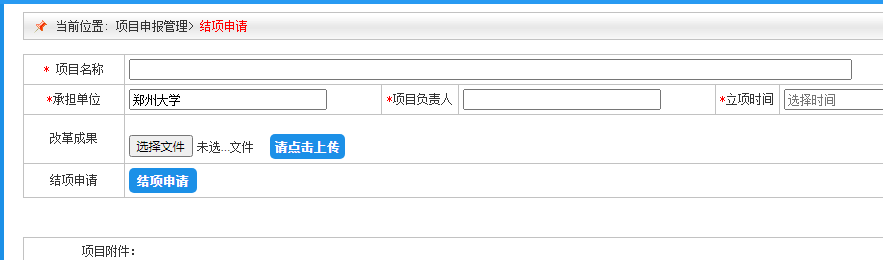 当前位置：项目申报管理> 结项申请
* 项目名称
*承担单位 郑州大学 *项目负责人 *立项时间 选择时间
改革成果 选择文件 未选...文件 请点击上传
结项申请 结项申请
项目附件：